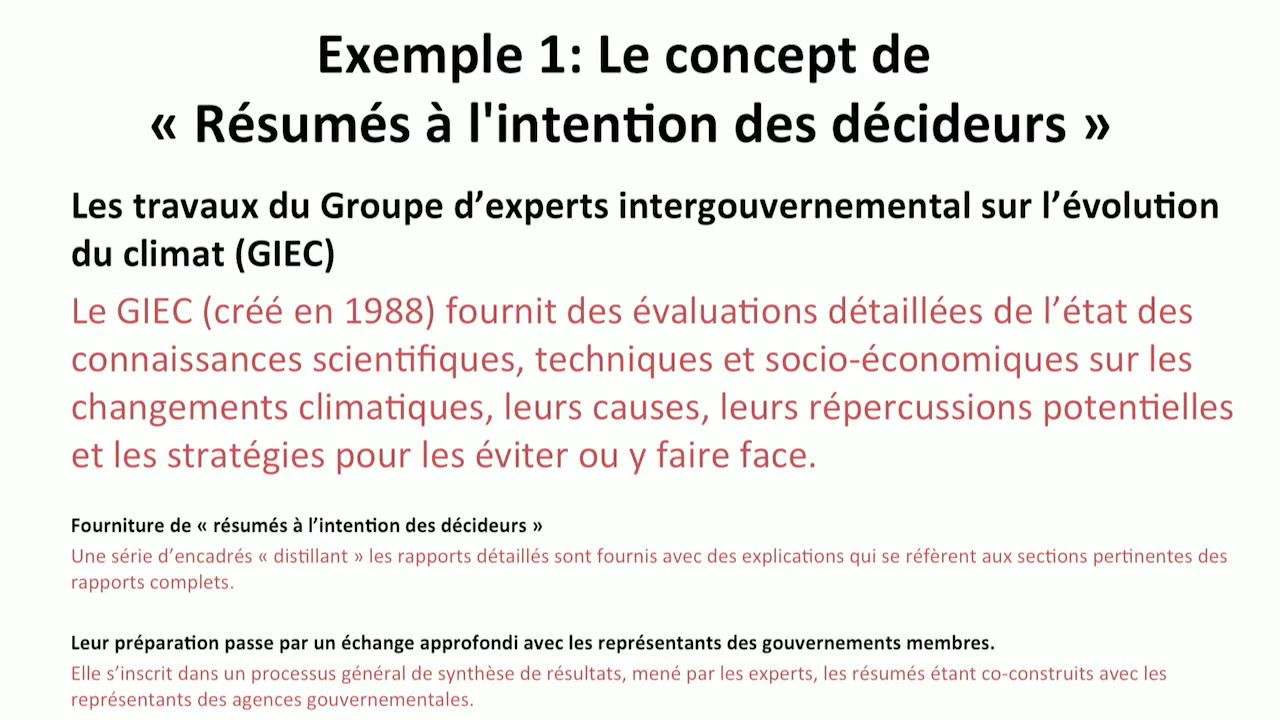 Exemple 1: Le concept de
« Résumés à l'intention des décideurs »
Les travaux du Groupe d’experts intergouvernemental sur l’évolution
du climat (GIEC)
Le GIEC (créé en 1988) fournit des évaluations détaillées de l’état des
connaissances scientifiques, techniques et socio-économiques sur les
changements climatiques, leurs causes, leurs répercussions potentielles
et les stratégies pour les éviter ou y faire face.
Fourniture de « résumés à l’intention des décideurs »
Une série d’encadrés « distillant » les rapports détaillés sont fournis avec des explications qui se réfèrent aux sections pertinentes des
rapports complets.
Leur préparation passe par un échange approfondi avec les représentants des gouvernements membres.
Elle s’inscrit dans un processus général de synthèse de résultats, mené par les experts, les résumés étant co-construits avec les
représentants des agences gouvernementales.